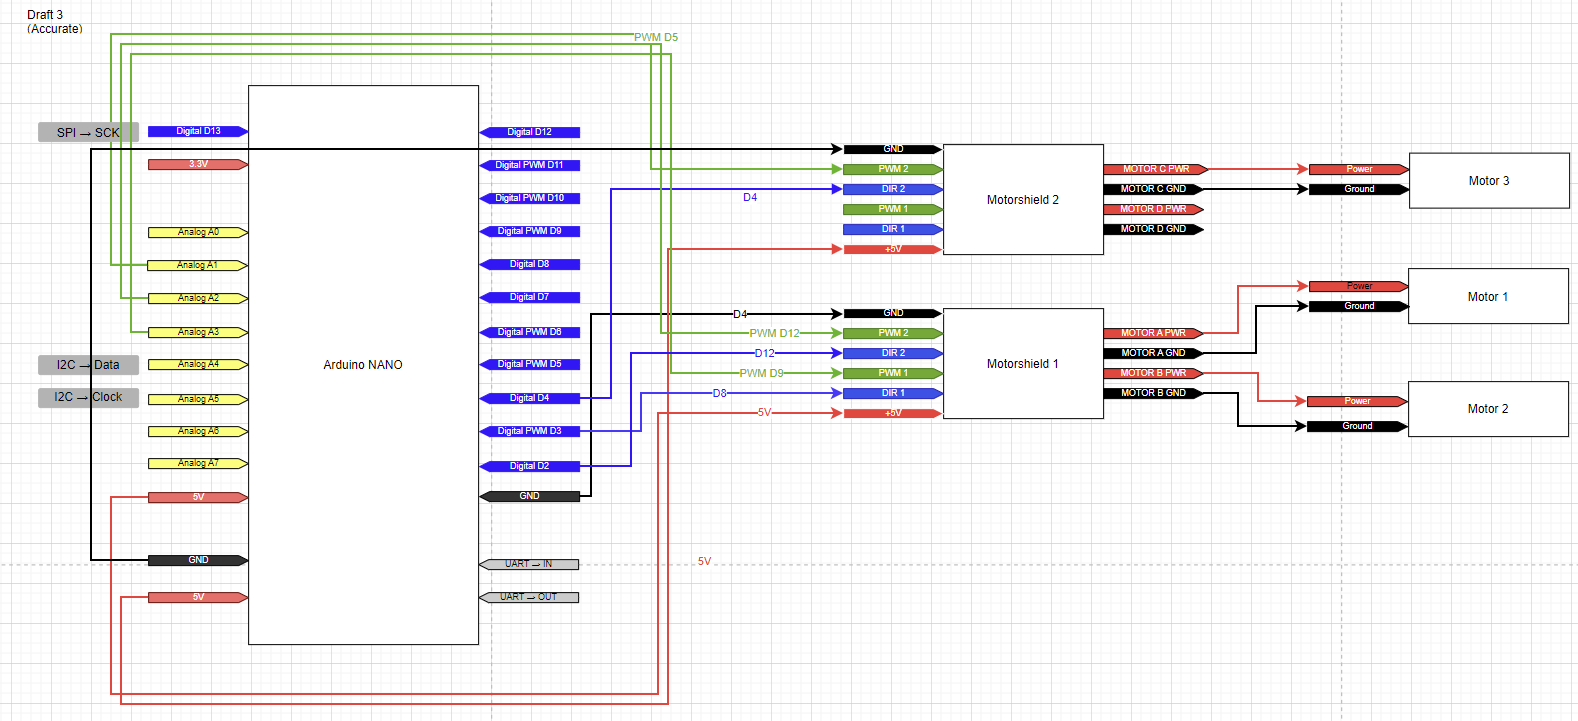 Draft 3
(Accurate)
PWM D5
SPI → SCK
Digital D13
Digital D12
GND
3.3V
Digital PWM D11
PWM 2
MOTOR C PWR
Power
Motor 3
DIR 2
MOTOR C GND
Ground
Digital PWM D10
D4
Motorshield 2
PWM 1
MOTOR D PWR
Analog A0
Digital PWM D9
DIR 1
MOTOR D GND
+5V
Analog A1
Digital D8
Power
Motor 1
Analog A2
Digital D7
Ground
D4
GND
Analog A3
Digital PWM D6
PWM D12
PWM 2
MOTOR A PWR
D12
DIR 2
MOTOR A GND
I2C → Data
Analog A4
Arduino NANO
Digital PWM D5
Motorshield 1
PWM D9
PWM 1
MOTOR B PWR
D8
DIR 1
MOTOR B GND
I2C → Clock
Analog A5
Digital D4
Power
Motor 2
5V
+5V
Ground
Analog A6
Digital PWM D3
Analog A7
Digital D2
5V
GND
GND
UART → IN
5V
5V
UART → OUT